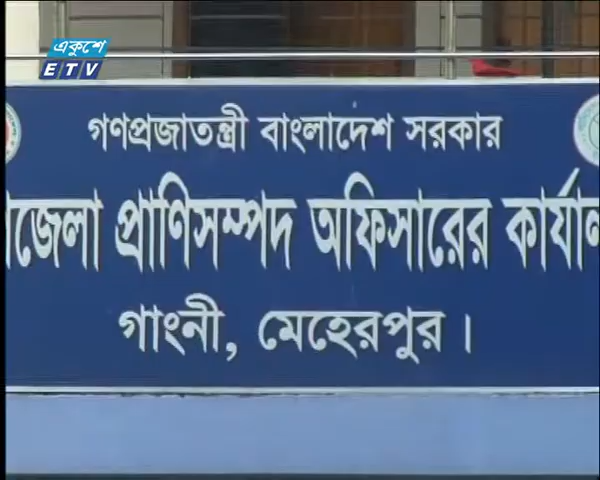 একুশে
ETV
গণপ্রজাতন্ত্রী বাংলাদেশ সরকার
জেলা প্রাণিসম্পদ অফিসারের কার্যাল
গাংনী, মেহেরপুর।